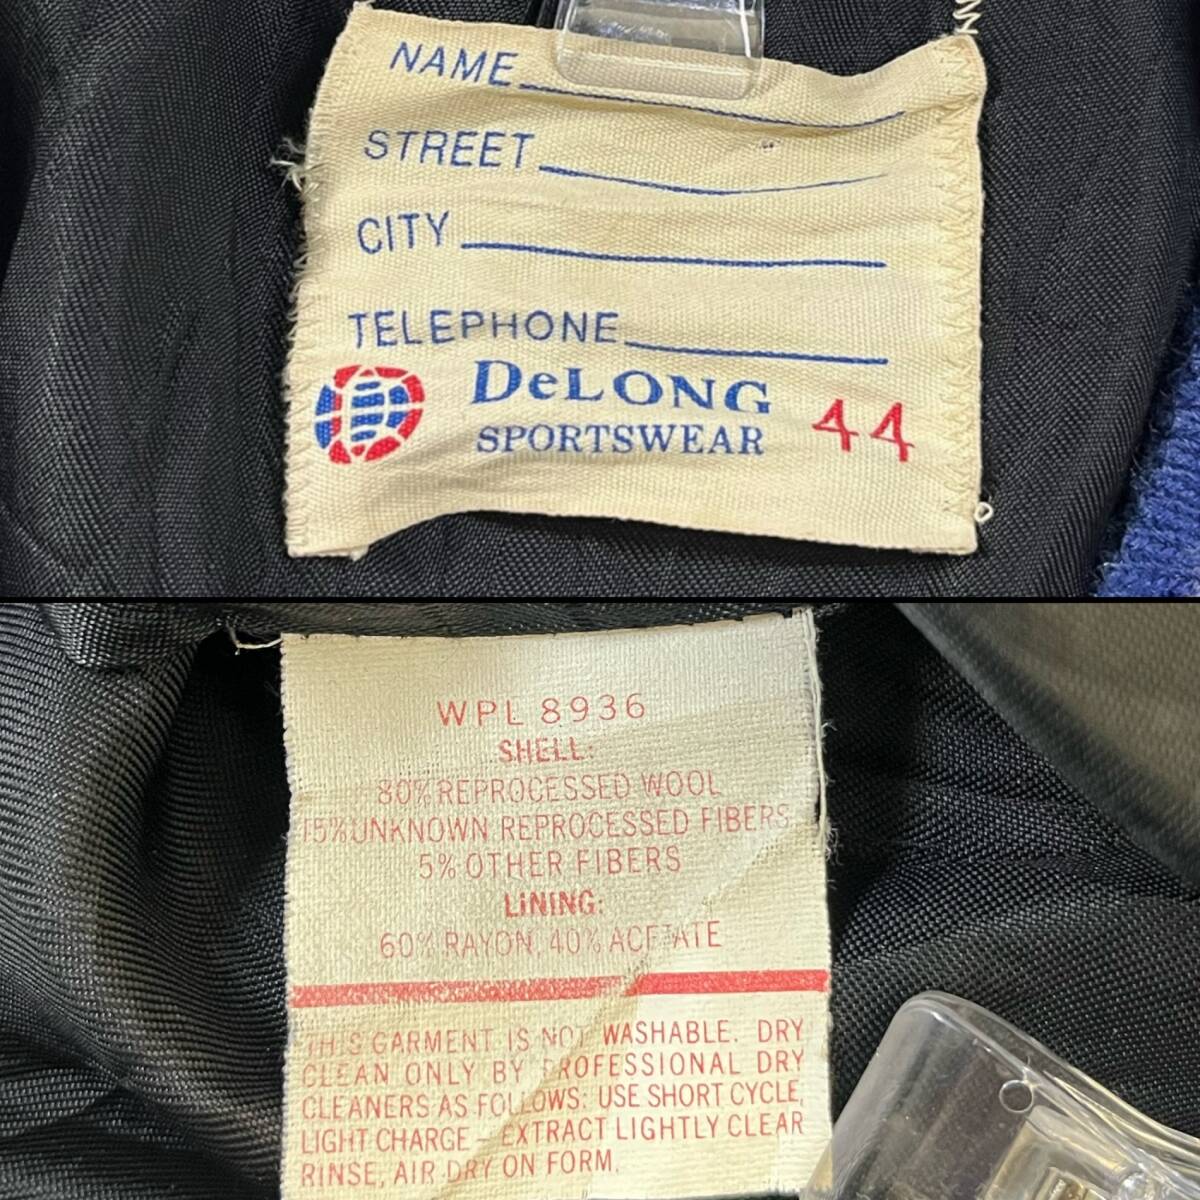 NAME
STREET
CITY
TELEPHONE
DeLONG
SPORTSWEAR 44
WPL 8936
SHELL:
80% REPROCESSED WOOL
15% UNKNOWN REPROCESSED FIBERS
5% OTHER FIBERS
LINING:
60% RAYON, 40% ACETATE
THIS GARMENT IS NOT WASHABLE. DRY
CLEAN ONLY BY PROFESSIONAL DRY
CLEANERS AS FOLLOWS: USE SHORT CYCLE,
LIGHT CHARGE – EXTRACT LIGHTLY CLEAR
RINSE, AIR DRY ON FORM.